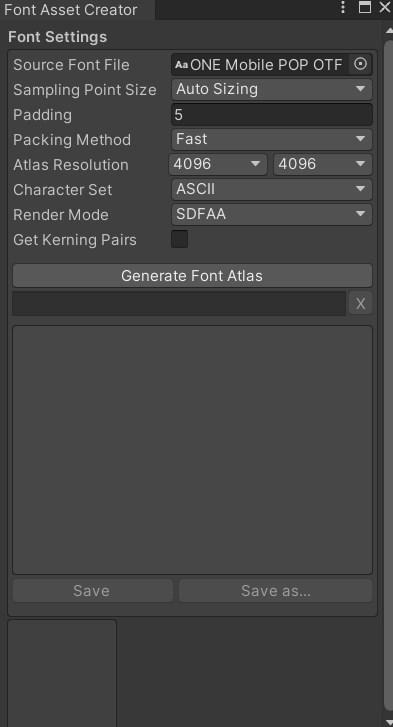 Font Asset Creator
Font Settings
Source Font File Aa ONE Mobile POP OTF
Sampling Point Size Auto Sizing
Padding 5
Packing Method Fast
Atlas Resolution 4096 4096
Character Set ASCII
Render Mode SDFAA
Get Kerning Pairs
Generate Font Atlas
X
Save Save as...